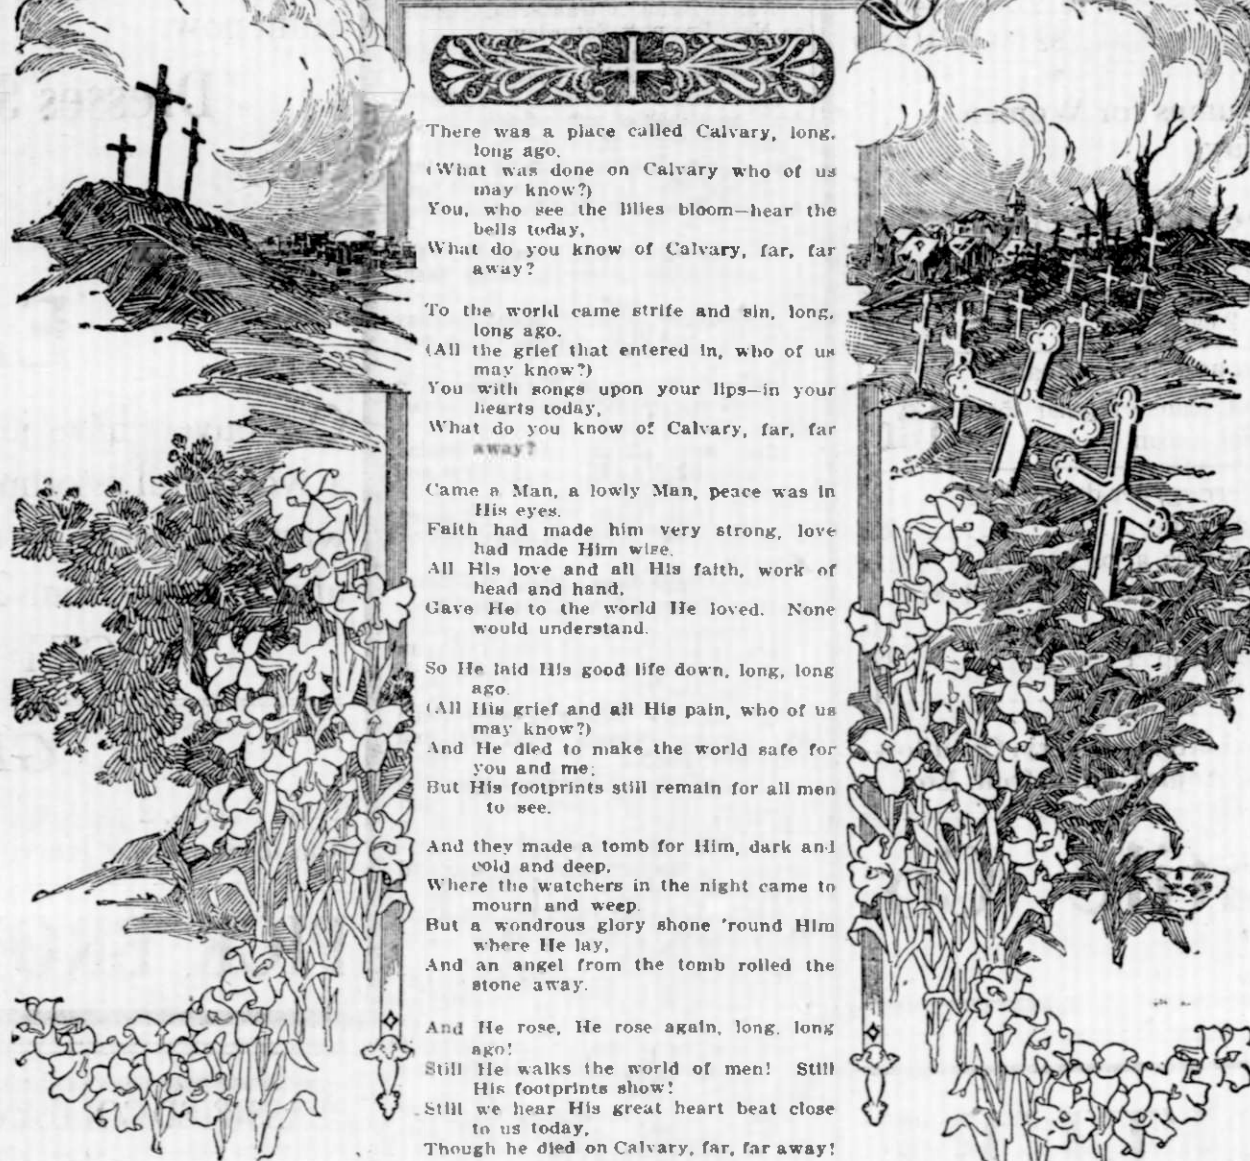 There was a place called Calvary, long,
long ago.
(What was done on Calvary who of us
may know?)
You, who see the lilies bloom—hear the
bells today,
What do you know of Calvary, far, far
away?
To the world came strife and sin, long,
long ago.
(All the grief that entered in, who of us
may know?)
You with songs upon your lips—in your
hearts today,
What do you know of Calvary, far, far
away?
Came a Man, a lowly Man, peace was in
His eyes.
Faith had made him very strong, love
had made Him wise.
All His love and all His faith, work of
head and hand,
Gave He to the world He loved. None
would understand.
So He laid His good life down, long, long
ago.
(All His grief and all His pain, who of us
may know?)
And He died to make the world safe for
you and me;
But His footprints still remain for all men
to see.
And they made a tomb for Him, dark and
cold and deep,
Where the watchers in the night came to
mourn and weep.
But a wondrous glory shone 'round Him
where He lay,
And an angel from the tomb rolled the
stone away.
And He rose, He rose again, long, long
ago!
Still He walks the world of men! Still
His footprints show!
Still we hear His great heart beat close
to us today,
Though he died on Calvary, far, far away!